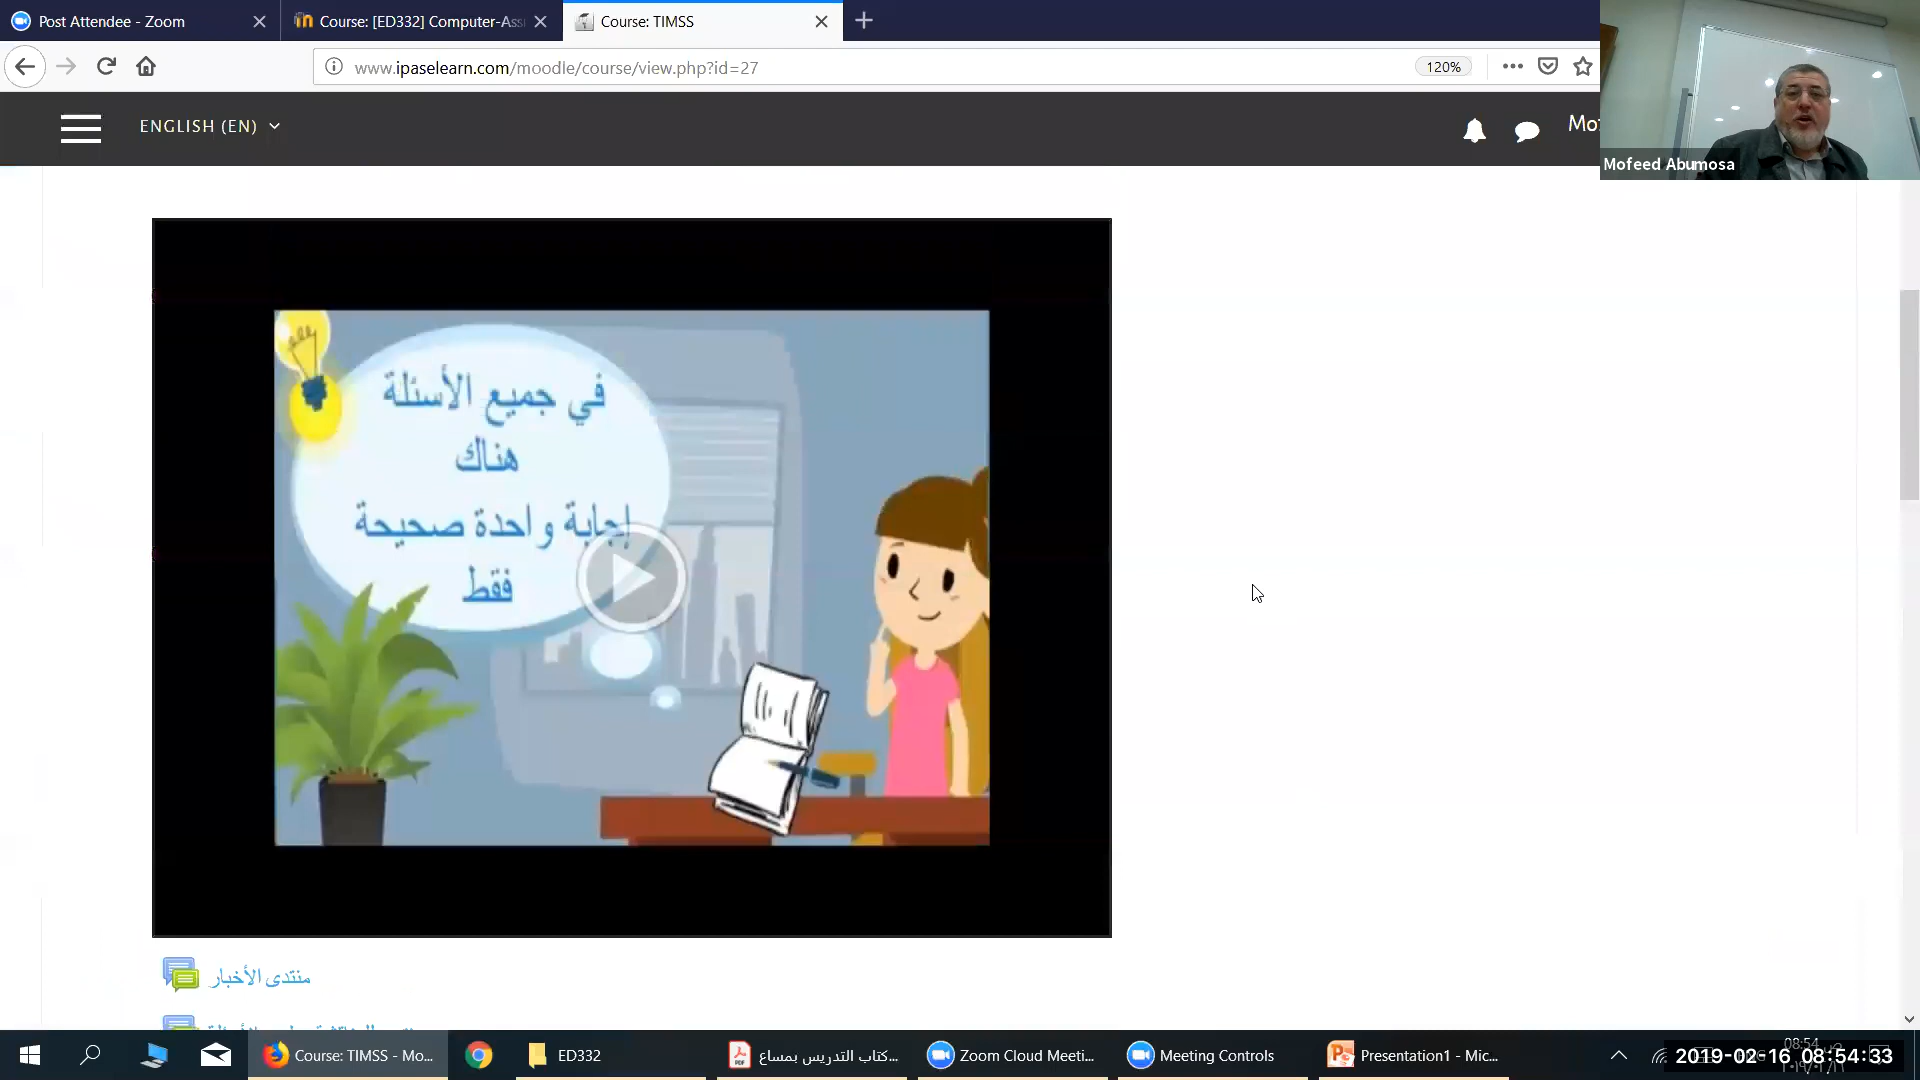 Post Attendee - Zoom
Course: [ED332] Computer-Ass
Course: TIMSS
www.ipaselearn.com/moodle/course/view.php?id=27
120%
ENGLISH (EN)
Mofeed Abumosa
في جميع الأسئلة
هناك
إجابة واحدة صحيحة
فقط
منتدى الأخبار
Course: TIMSS - Mo...
ED332
كتاب التدريس بمساع...
Zoom Cloud Meeti...
Meeting Controls
Presentation1 - Mic...
2019-02-16 08:54:33